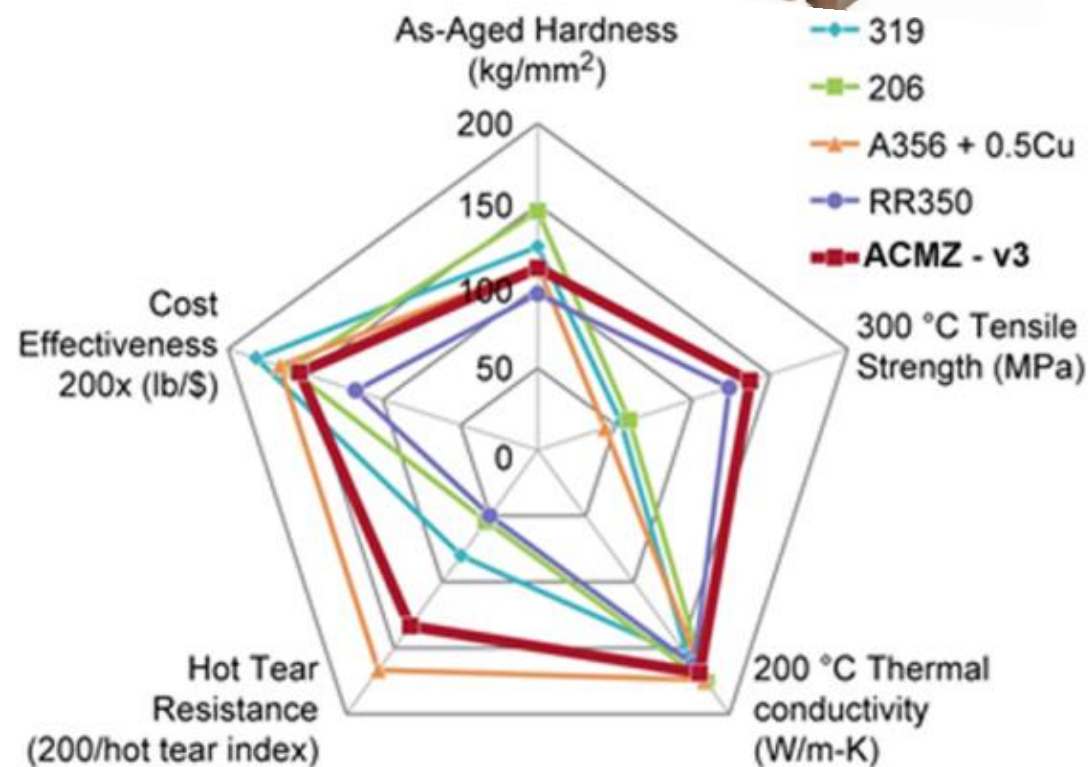 As-Aged Hardness
(kg/mm²)
319
206
A356 + 0.5Cu
RR350
ACMZ - v3
200
150
100
50
0
300 °C Tensile
Strength (MPa)
200 °C Thermal
conductivity
(W/m-K)
Hot Tear
Resistance
(200/hot tear index)
Cost
Effectiveness
200x (lb/$)